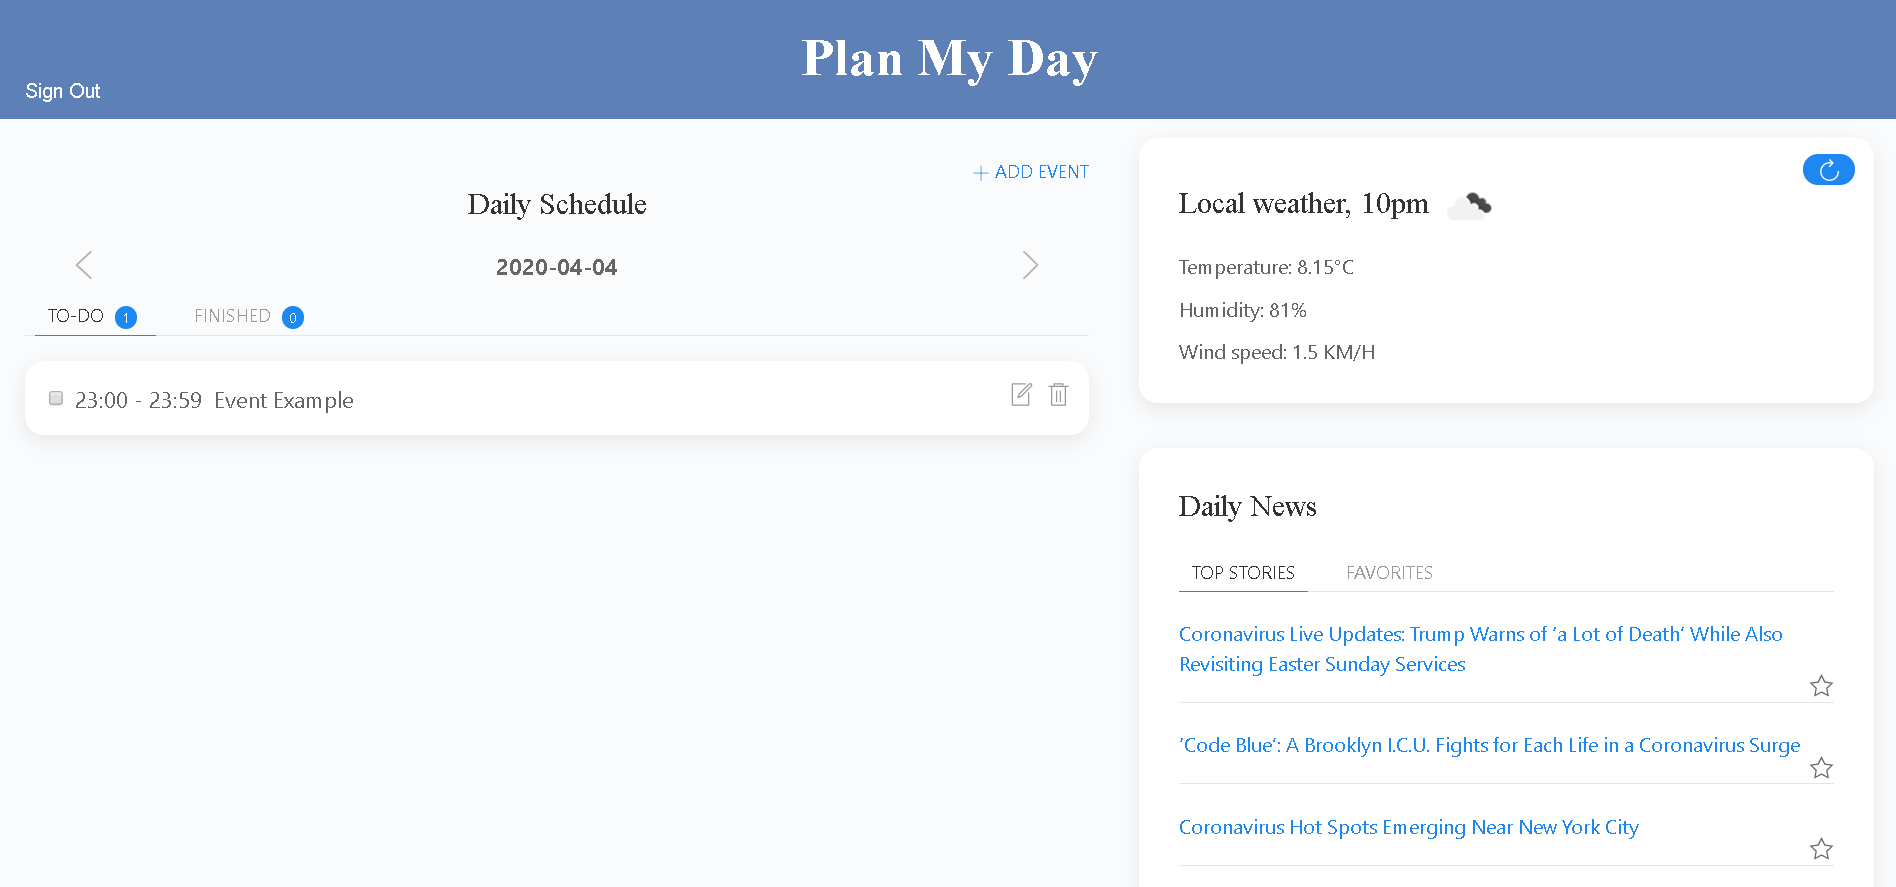 Plan My Day
Sign Out
+ ADD EVENT
Daily Schedule
2020-04-04
TO-DO 1
FINISHED 0
23:00 - 23:59 Event Example
Local weather, 10pm
Temperature: 8.15°C
Humidity: 81%
Wind speed: 1.5 KM/H
Daily News
TOP STORIES
FAVORITES
Coronavirus Live Updates: Trump Warns of ‘a Lot of Death’ While Also
Revisiting Easter Sunday Services
‘Code Blue’: A Brooklyn I.C.U. Fights for Each Life in a Coronavirus Surge
Coronavirus Hot Spots Emerging Near New York City